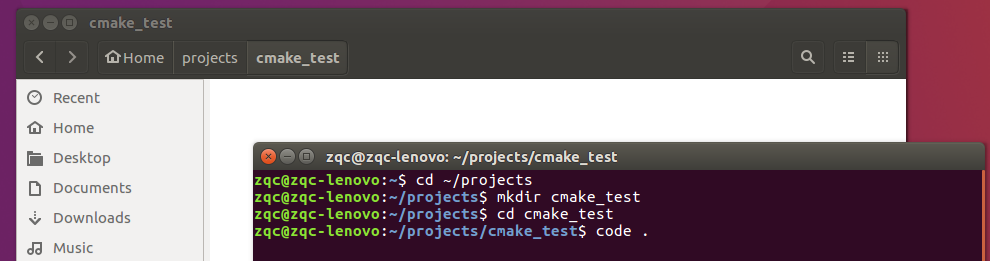 cmake_test
Home projects cmake_test
Recent
Home
Desktop
Documents
Downloads
Music
zqc@zqc-lenovo: ~/projects/cmake_test
zqc@zqc-lenovo:~$ cd ~/projects
zqc@zqc-lenovo:~/projects$ mkdir cmake_test
zqc@zqc-lenovo:~/projects$ cd cmake_test
zqc@zqc-lenovo:~/projects/cmake_test$ code .